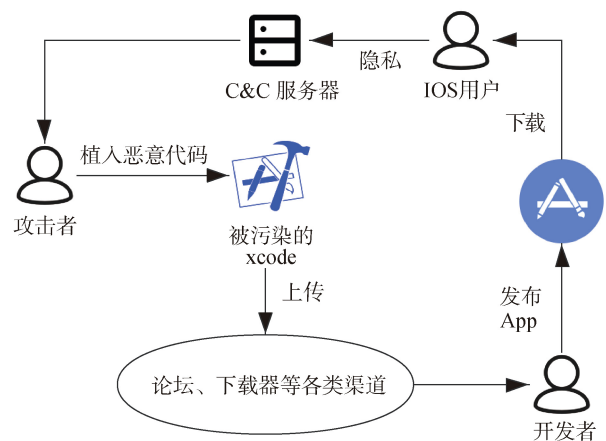 C&C 服务器
隐私
IOS用户
下载
植入恶意代码
攻击者
被污染的
xcode
上传
发布
App
论坛、下载器等各类渠道
开发者